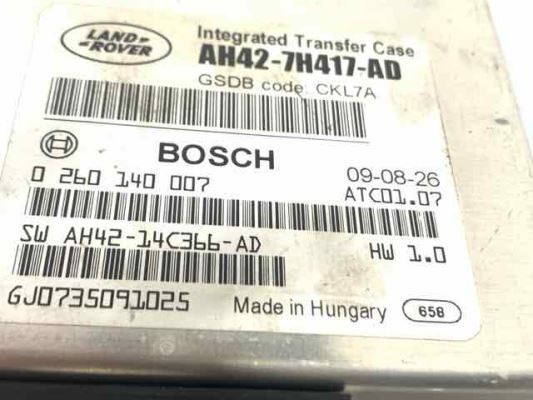 LAND-
ROVER
Integrated Transfer Case
AH42-7H417-AD
GSDB code: CKL7A
BOSCH
0 260 140 007
09-08-26
ATC01.07
SW AH42-14C366-AD
HW 1.0
GJ0735091025
Made in Hungary
658